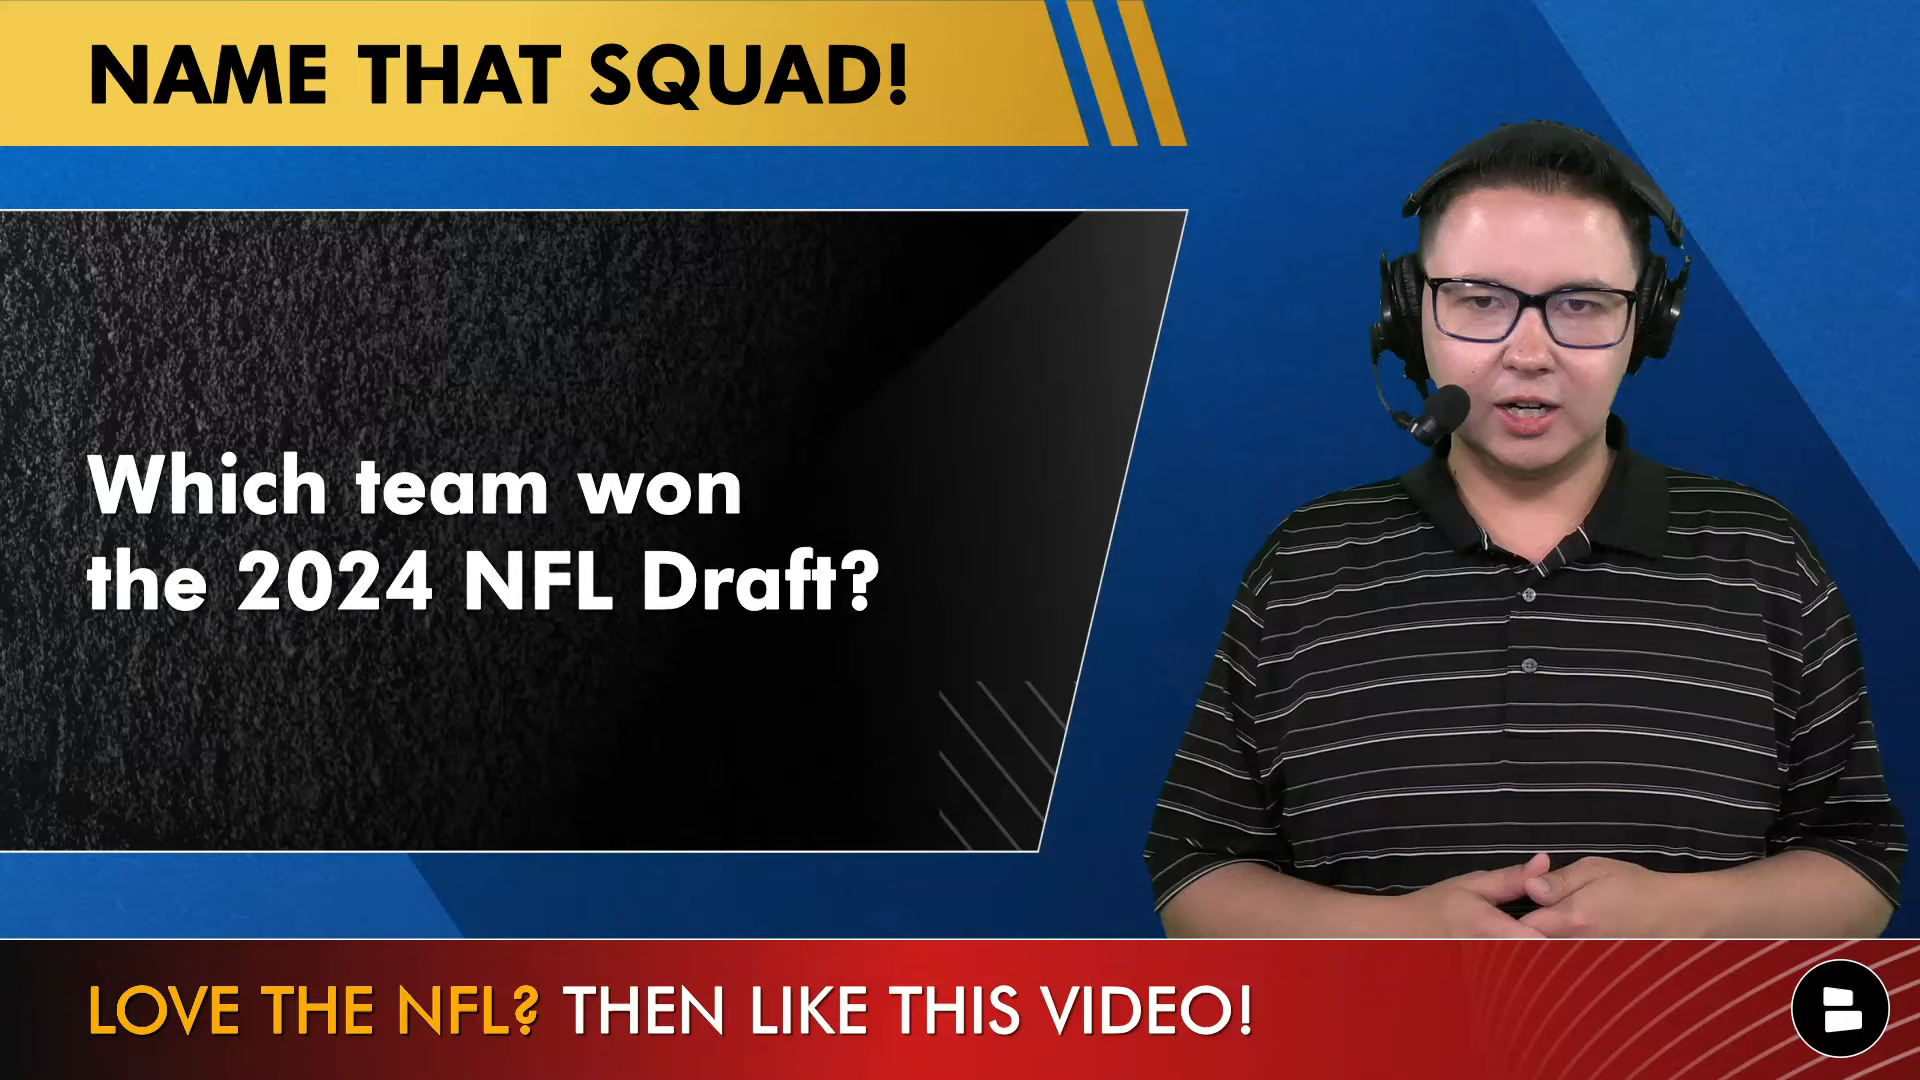 NAME THAT SQUAD!
Which team won
the 2024 NFL Draft?
LOVE THE NFL? THEN LIKE THIS VIDEO!